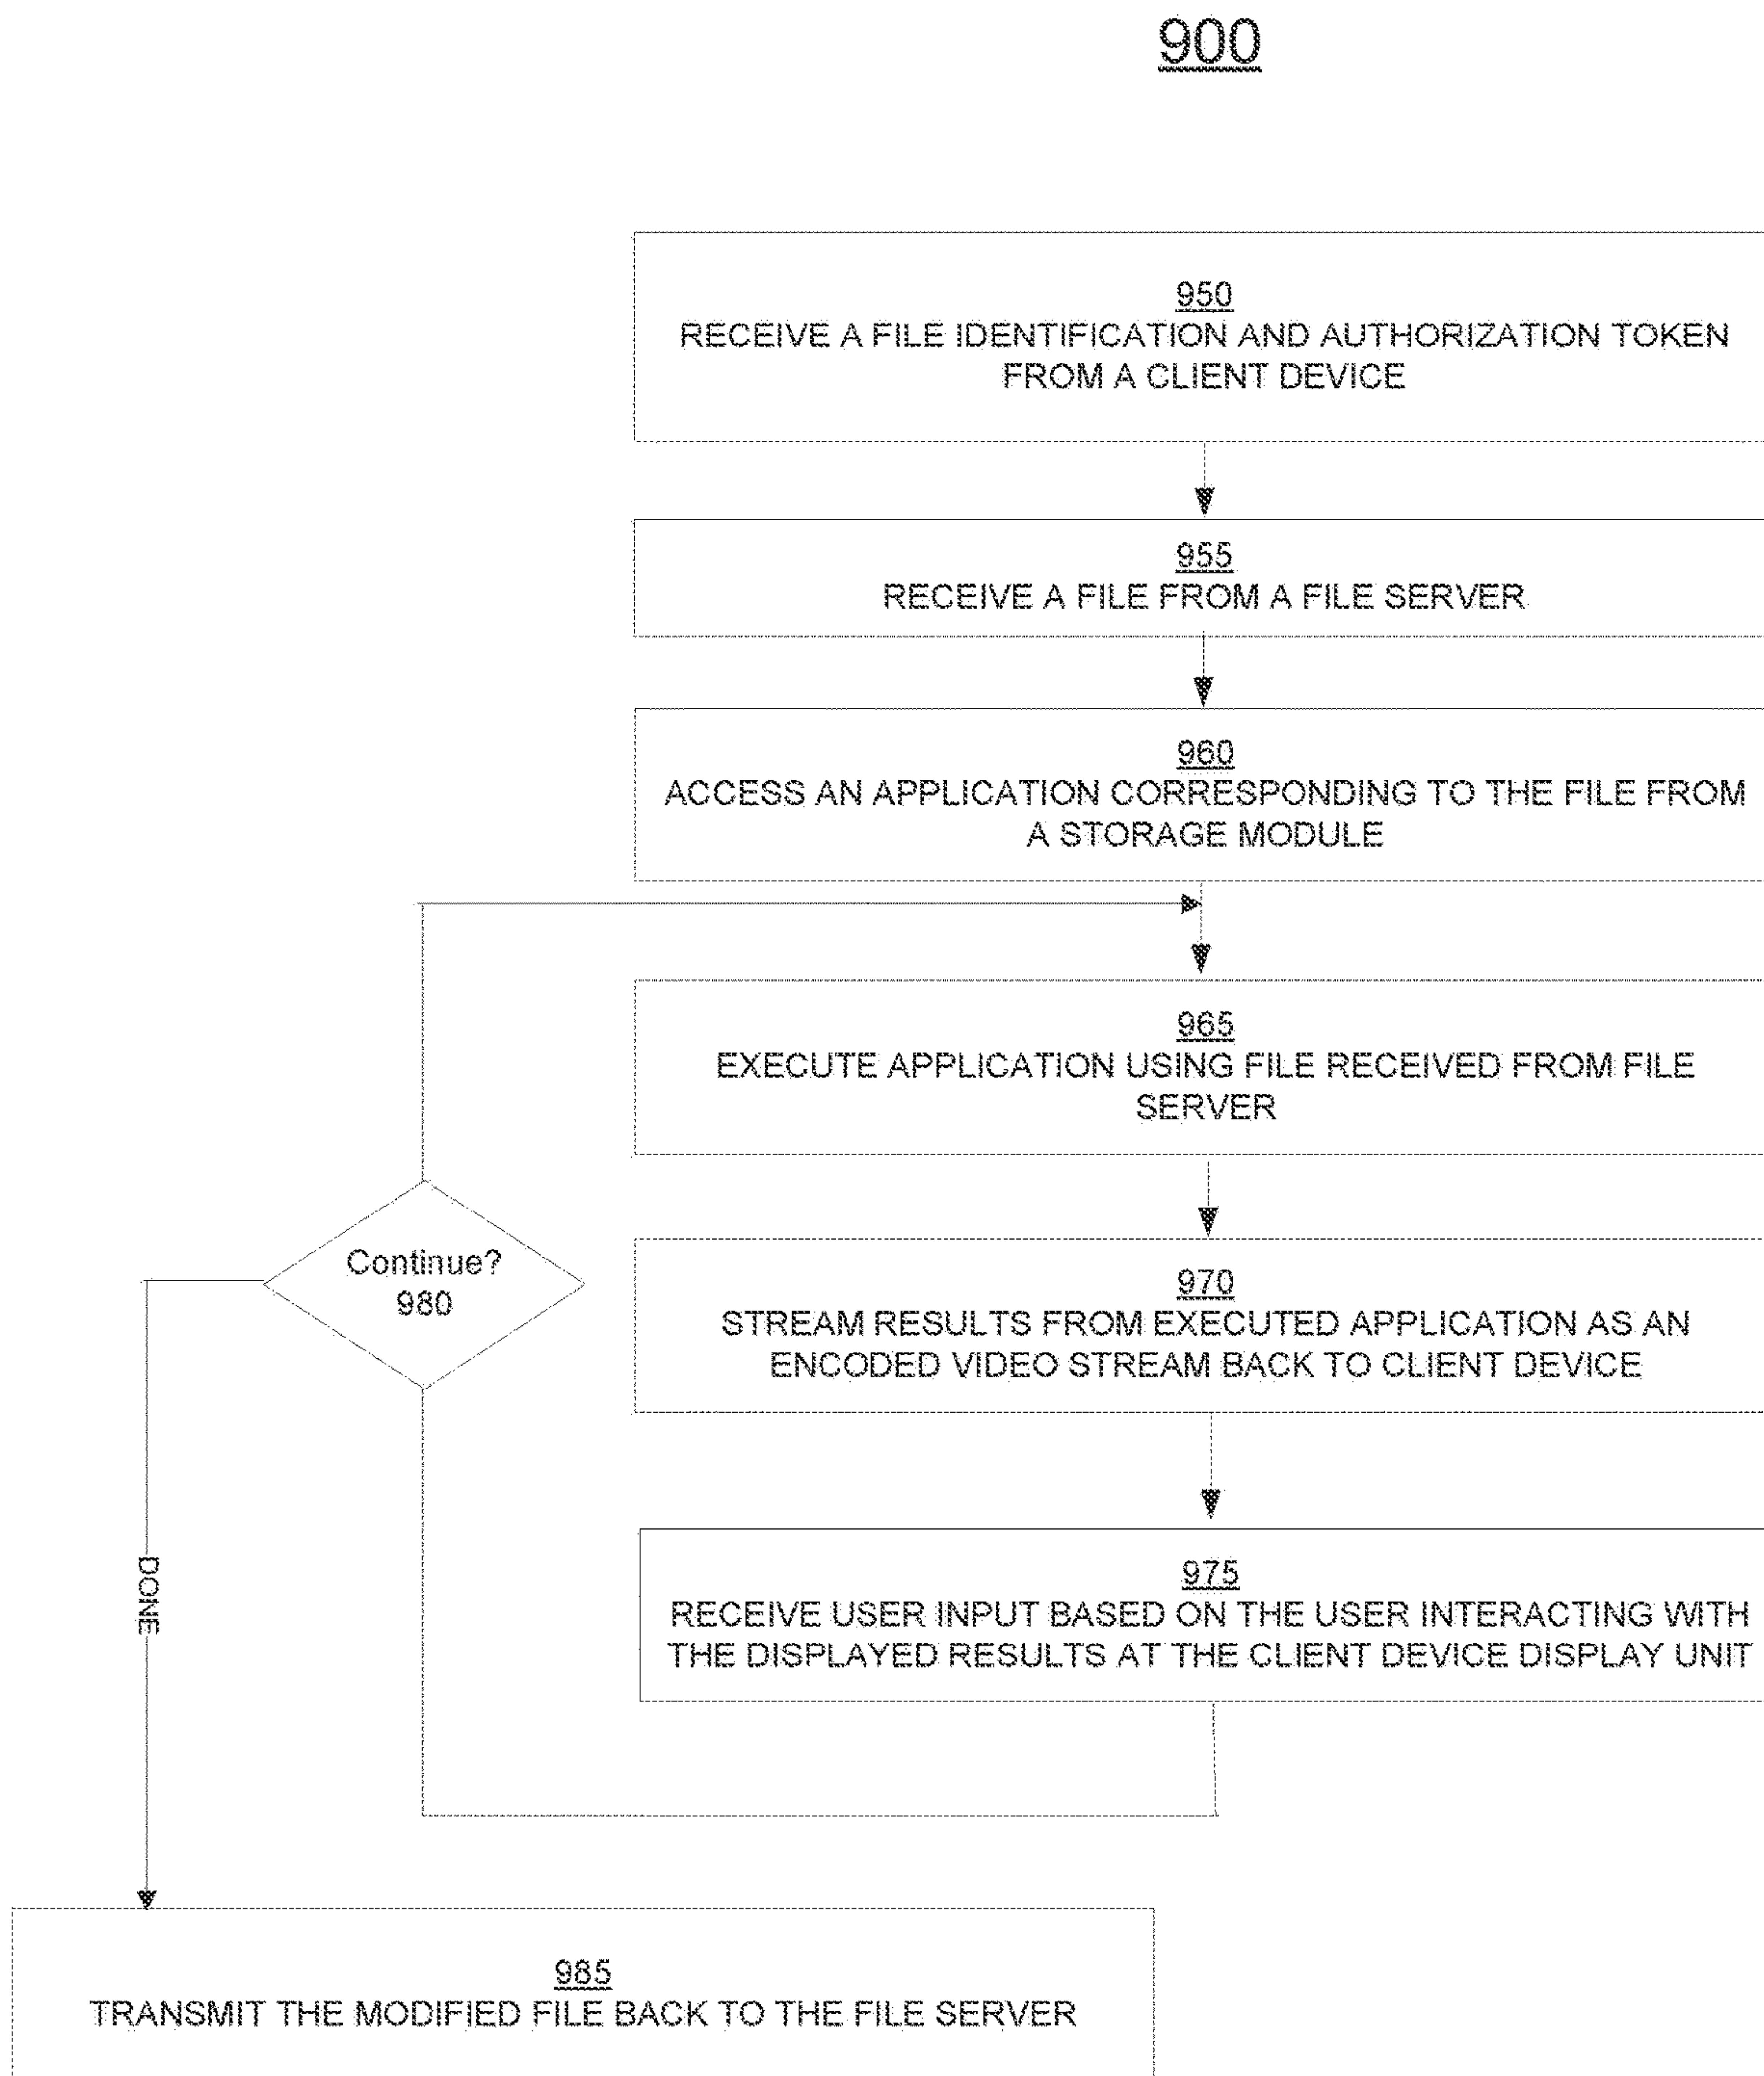 900
950
RECEIVE A FILE IDENTIFICATION AND AUTHORIZATION TOKEN
FROM A CLIENT DEVICE
955
RECEIVE A FILE FROM A FILE SERVER
960
ACCESS AN APPLICATION CORRESPONDING TO THE FILE FROM
A STORAGE MODULE
965
EXECUTE APPLICATION USING FILE RECEIVED FROM FILE
SERVER
Continue?
980
970
STREAM RESULTS FROM EXECUTED APPLICATION AS AN
ENCODED VIDEO STREAM BACK TO CLIENT DEVICE
DONE
975
RECEIVE USER INPUT BASED ON THE USER INTERACTING WITH
THE DISPLAYED RESULTS AT THE CLIENT DEVICE DISPLAY UNIT
985
TRANSMIT THE MODIFIED FILE BACK TO THE FILE SERVER